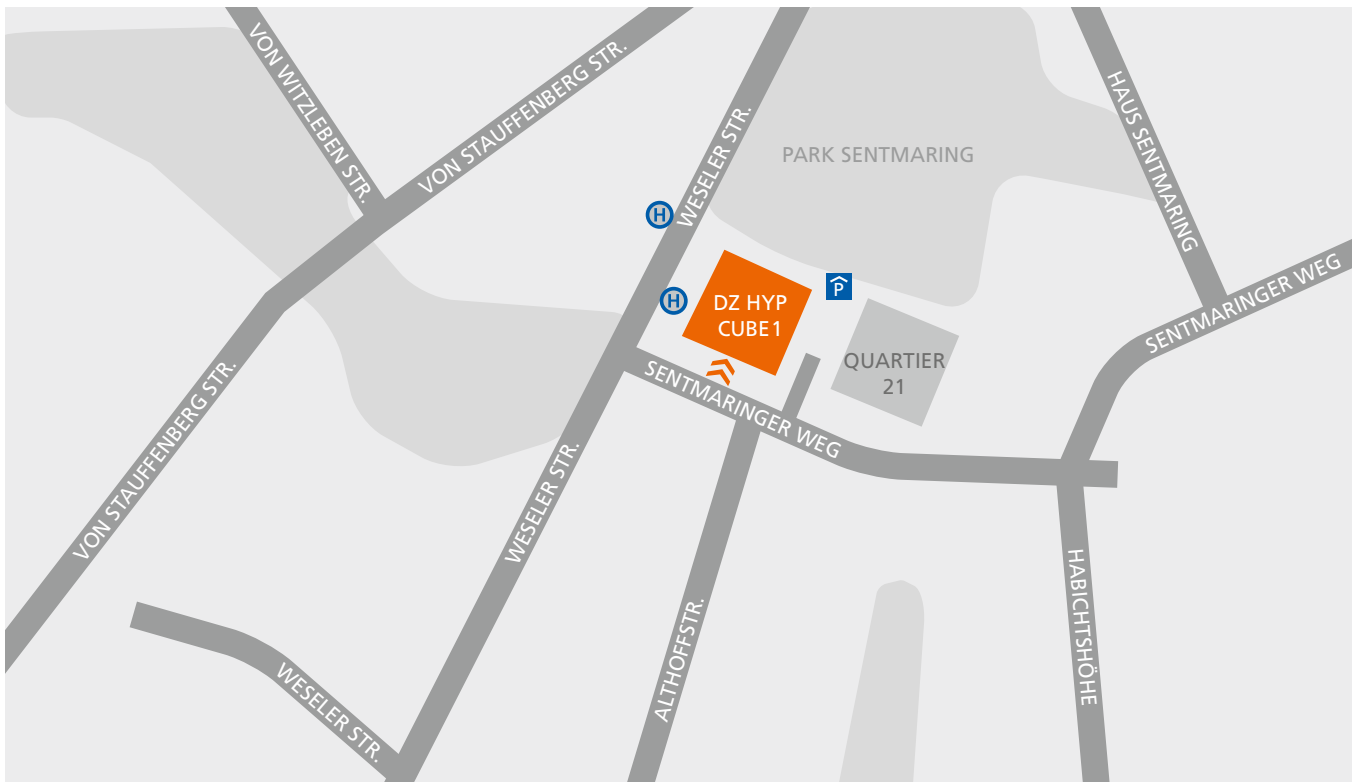 VON WITZLEBEN STR.
VON STAUFFENBERG STR.
WESELER STR.
PARK SENTMARING
HAUS SENTMARING
H
H
DZ HYP
CUBE 1
P
QUARTIER
21
SENTMARINGER WEG
SENTMARINGER WEG
VON STAUFFENBERG STR.
WESELER STR.
ALTHOFFSTR.
HABICHTSHÖHE
WESELER STR.